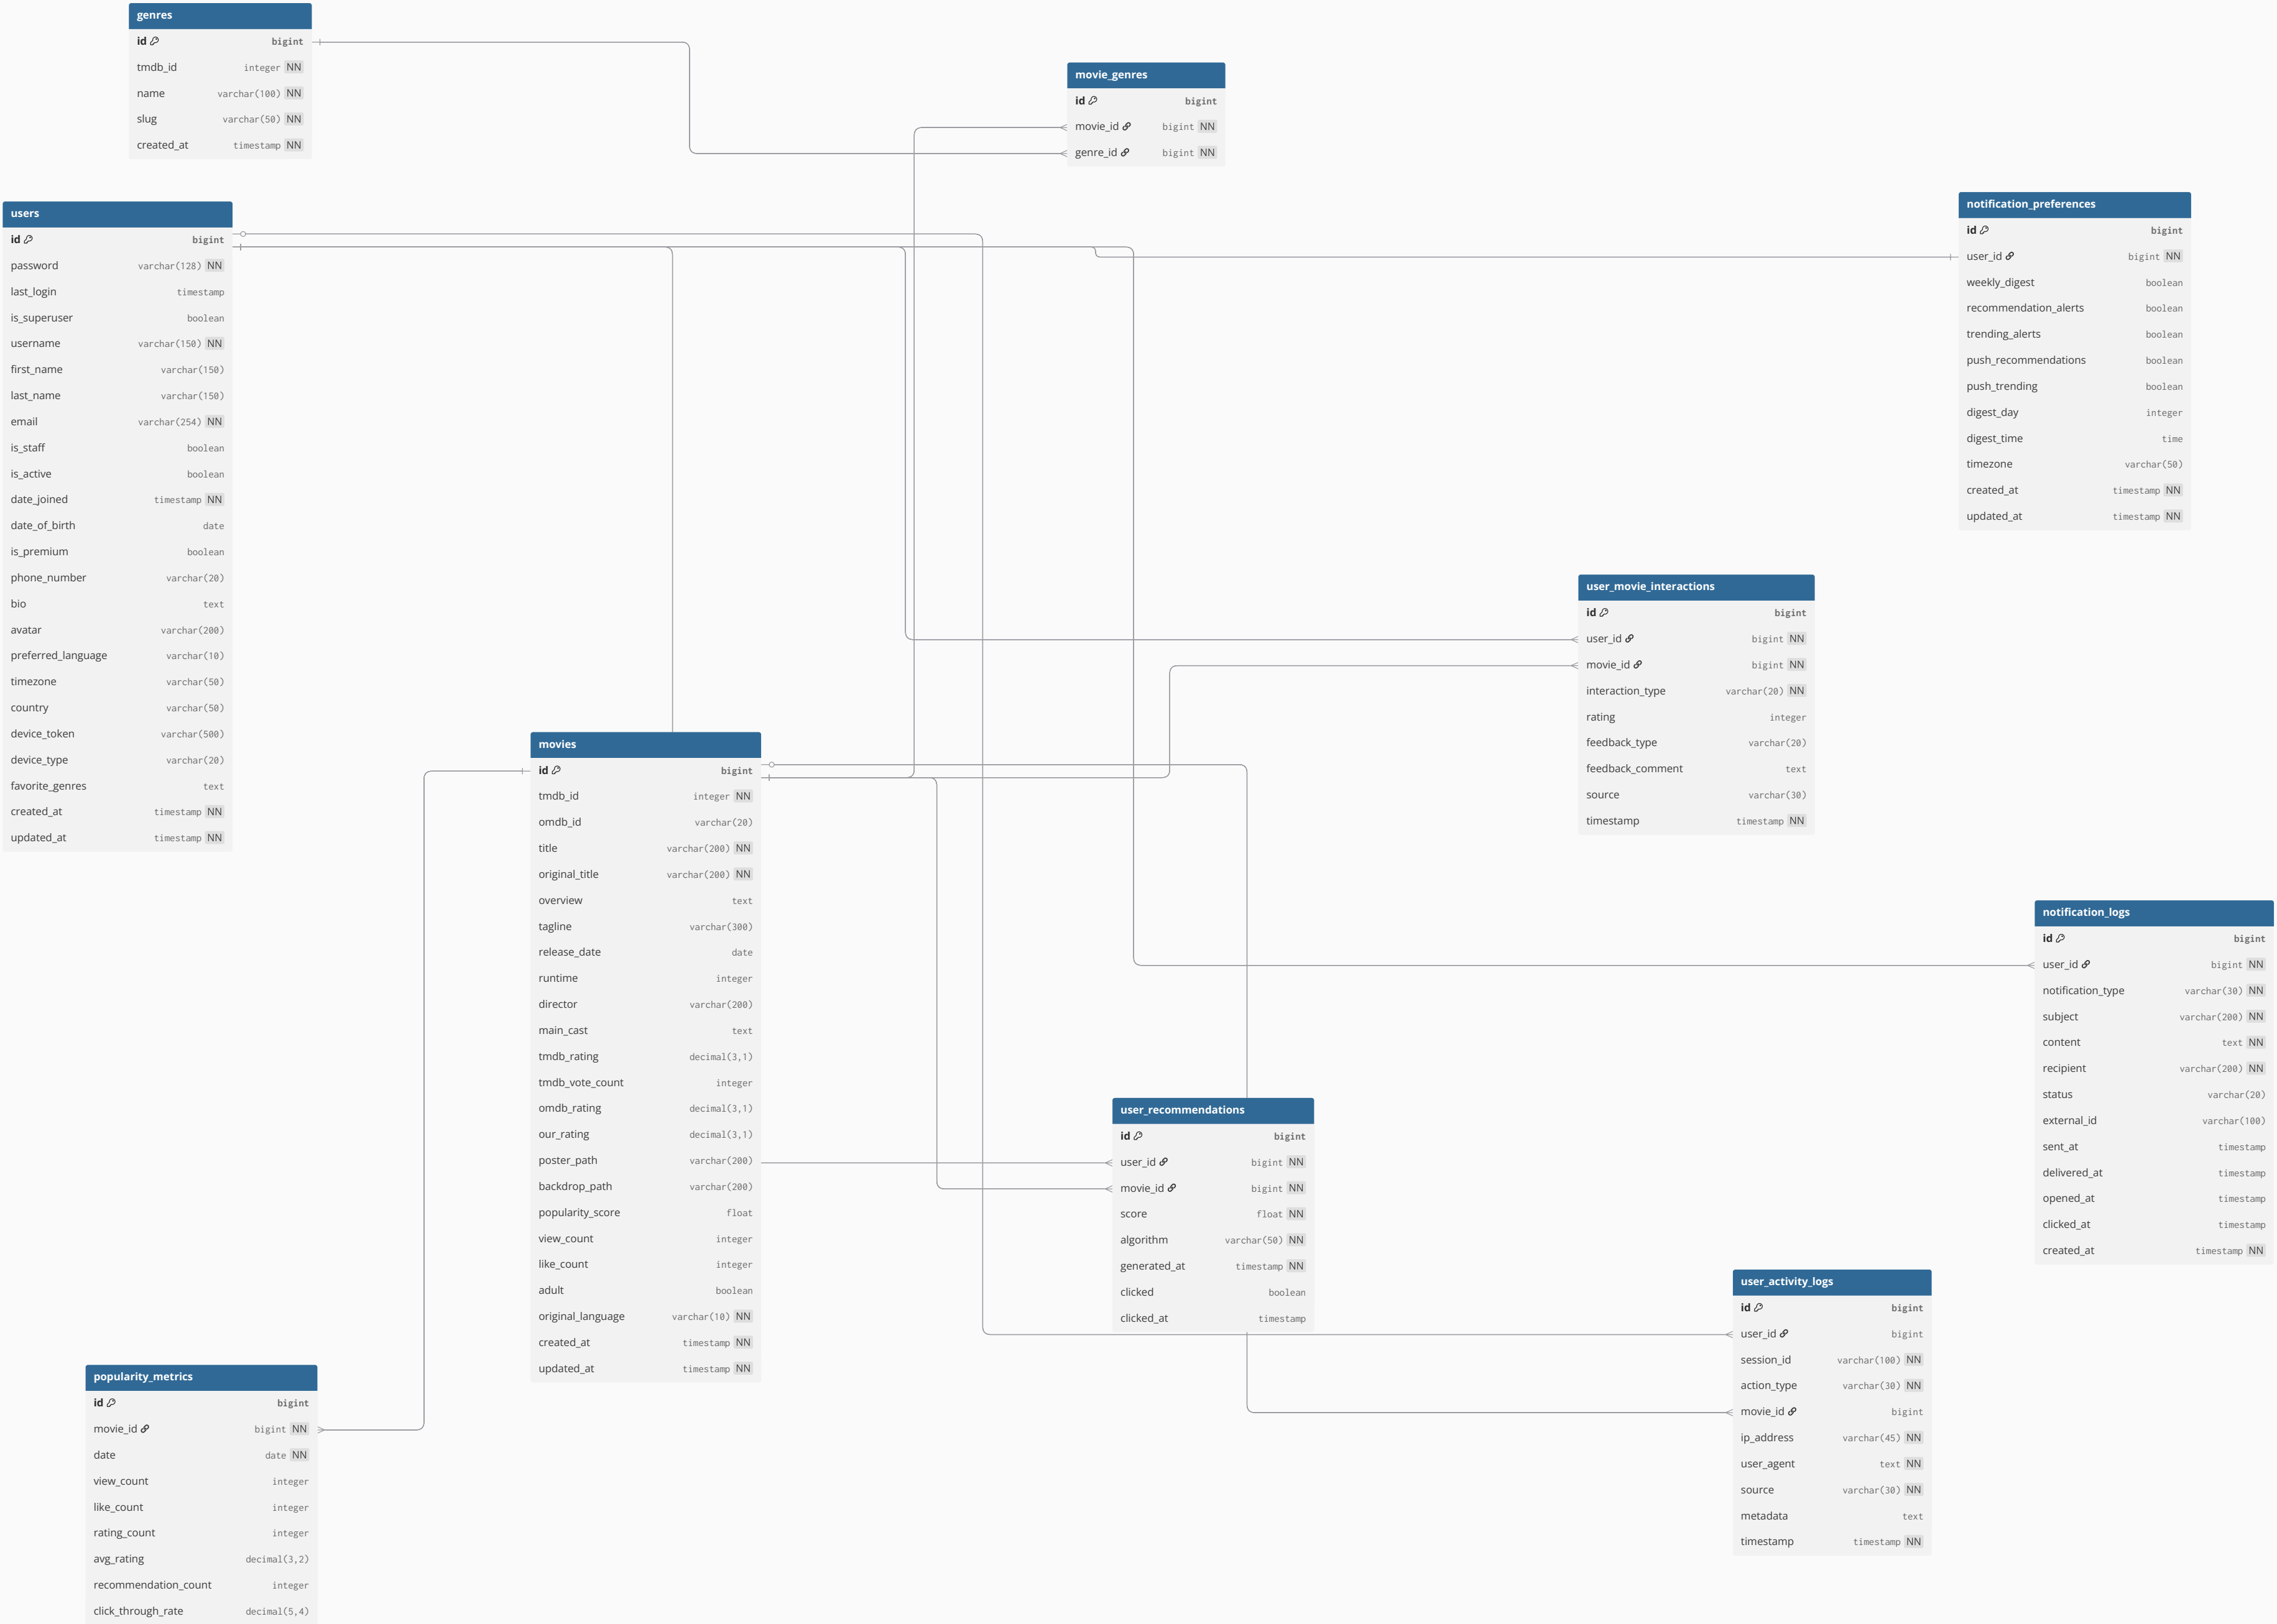 genres
id bigint
tmdb_id integer NN
name varchar(100) NN
slug varchar(50) NN
created_at timestamp NN
movie_genres
id bigint
movie_id bigint NN
genre_id bigint NN
users
id bigint
password varchar(128) NN
last_login timestamp
is_superuser boolean
username varchar(150) NN
first_name varchar(150)
last_name varchar(150)
email varchar(254) NN
is_staff boolean
is_active boolean
date_joined timestamp NN
date_of_birth date
is_premium boolean
phone_number varchar(20)
bio text
avatar varchar(200)
preferred_language varchar(10)
timezone varchar(50)
country varchar(50)
device_token varchar(500)
device_type varchar(20)
favorite_genres text
created_at timestamp NN
updated_at timestamp NN
notification_preferences
id bigint
user_id bigint NN
weekly_digest boolean
recommendation_alerts boolean
trending_alerts boolean
push_recommendations boolean
push_trending boolean
digest_day integer
digest_time time
timezone varchar(50)
created_at timestamp NN
updated_at timestamp NN
user_movie_interactions
id bigint
user_id bigint NN
movie_id bigint NN
interaction_type varchar(20) NN
rating integer
feedback_type varchar(20)
feedback_comment text
source varchar(30)
timestamp timestamp NN
movies
id bigint
tmdb_id integer NN
omdb_id varchar(20)
title varchar(200) NN
original_title varchar(200) NN
overview text
tagline varchar(300)
release_date date
runtime integer
director varchar(200)
main_cast text
tmdb_rating decimal(3,1)
tmdb_vote_count integer
omdb_rating decimal(3,1)
our_rating decimal(3,1)
poster_path varchar(200)
backdrop_path varchar(200)
popularity_score float
view_count integer
like_count integer
adult boolean
original_language varchar(10) NN
created_at timestamp NN
updated_at timestamp NN
notification_logs
id bigint
user_id bigint NN
notification_type varchar(30) NN
subject varchar(200) NN
content text NN
recipient varchar(200) NN
status varchar(20)
external_id varchar(100)
sent_at timestamp
delivered_at timestamp
opened_at timestamp
clicked_at timestamp
created_at timestamp NN
user_recommendations
id bigint
user_id bigint NN
movie_id bigint NN
score float NN
algorithm varchar(50) NN
generated_at timestamp NN
clicked boolean
clicked_at timestamp
user_activity_logs
id bigint
user_id bigint
session_id varchar(100) NN
action_type varchar(30) NN
movie_id bigint
ip_address varchar(45) NN
user_agent text NN
source varchar(30) NN
metadata text
timestamp timestamp NN
popularity_metrics
id bigint
movie_id bigint NN
date date NN
view_count integer
like_count integer
rating_count integer
avg_rating decimal(3,2)
recommendation_count integer
click_through_rate decimal(5,4)